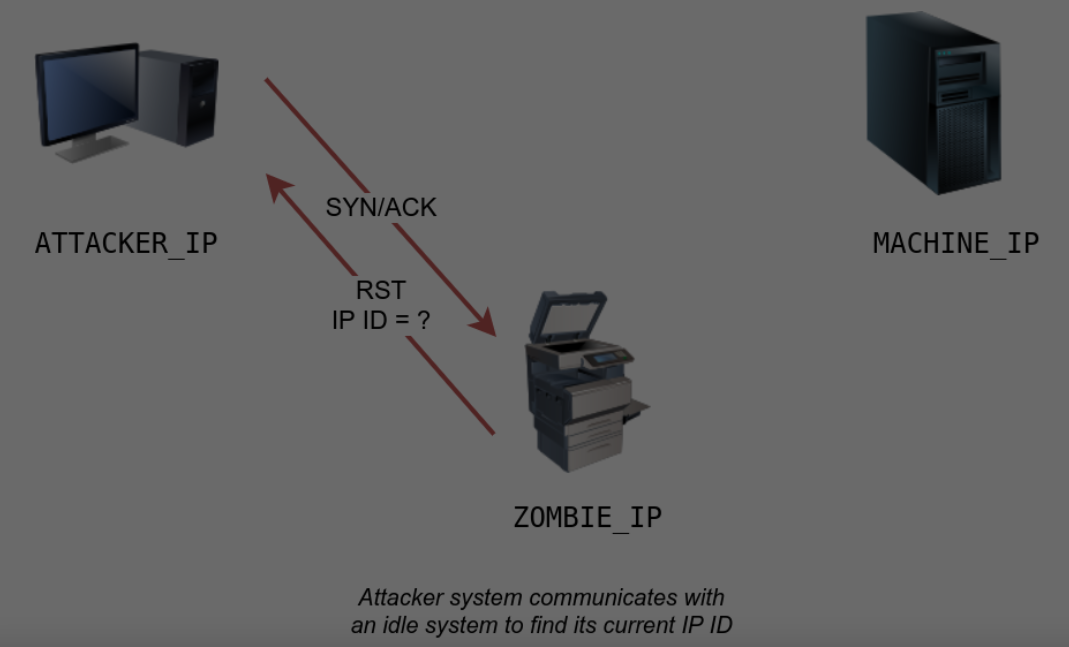 SYN/ACK
ATTACKER_IP
MACHINE_IP
RST
IP ID = ?
ZOMBIE_IP
Attacker system communicates with
an idle system to find its current IP ID